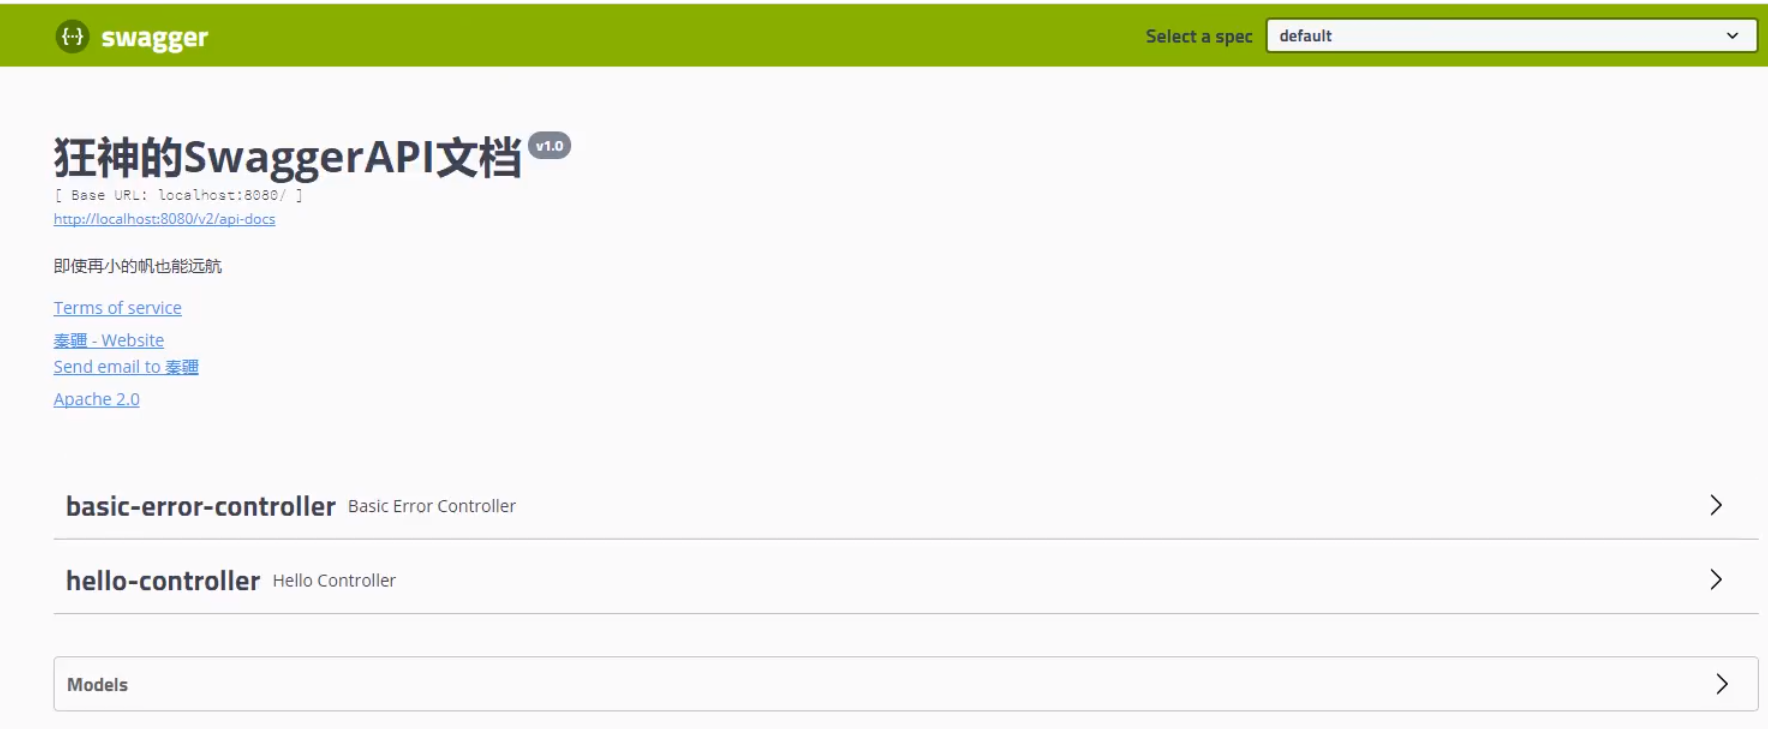 swagger
Select a spec
default
狂神的SwaggerAPI文档 v1.0
[ Base URL: localhost:8080/ ]
http://localhost:8080/v2/api-docs
即使再小的帆也能远航
Terms of service
秦疆 - Website
Send email to 秦疆
Apache 2.0
basic-error-controller Basic Error Controller
hello-controller Hello Controller
Models